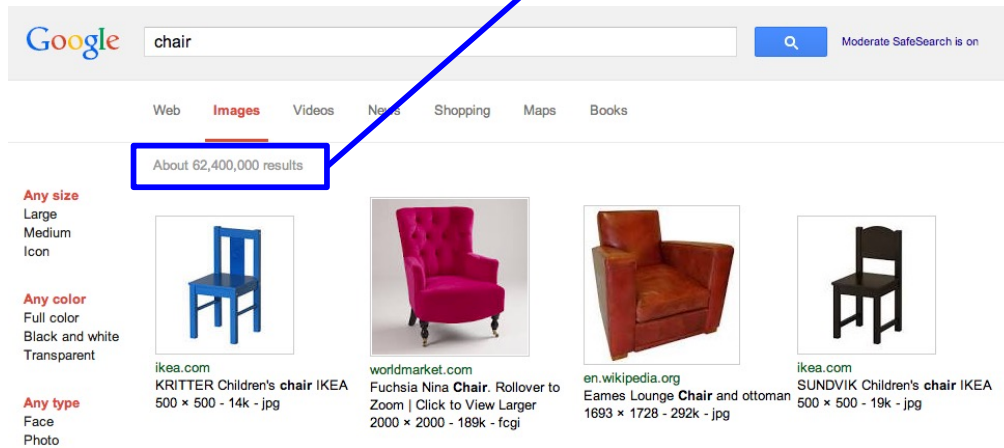 Google chair Moderate SafeSearch is on
Web Images Videos News Shopping Maps Books
About 62,400,000 results
Any size
Large
Medium
Icon
Any color
Full color
Black and white
Transparent
Any type
Face
Photo
ikea.com
KRITTER Children's chair IKEA
500 × 500 - 14k - jpg
worldmarket.com
Fuchsia Nina Chair. Rollover to
Zoom | Click to View Larger
2000 × 2000 - 189k - fcgi
en.wikipedia.org
Eames Lounge Chair and ottoman
1693 × 1728 - 292k - jpg
ikea.com
SUNDVIK Children's chair IKEA
500 × 500 - 19k - jpg